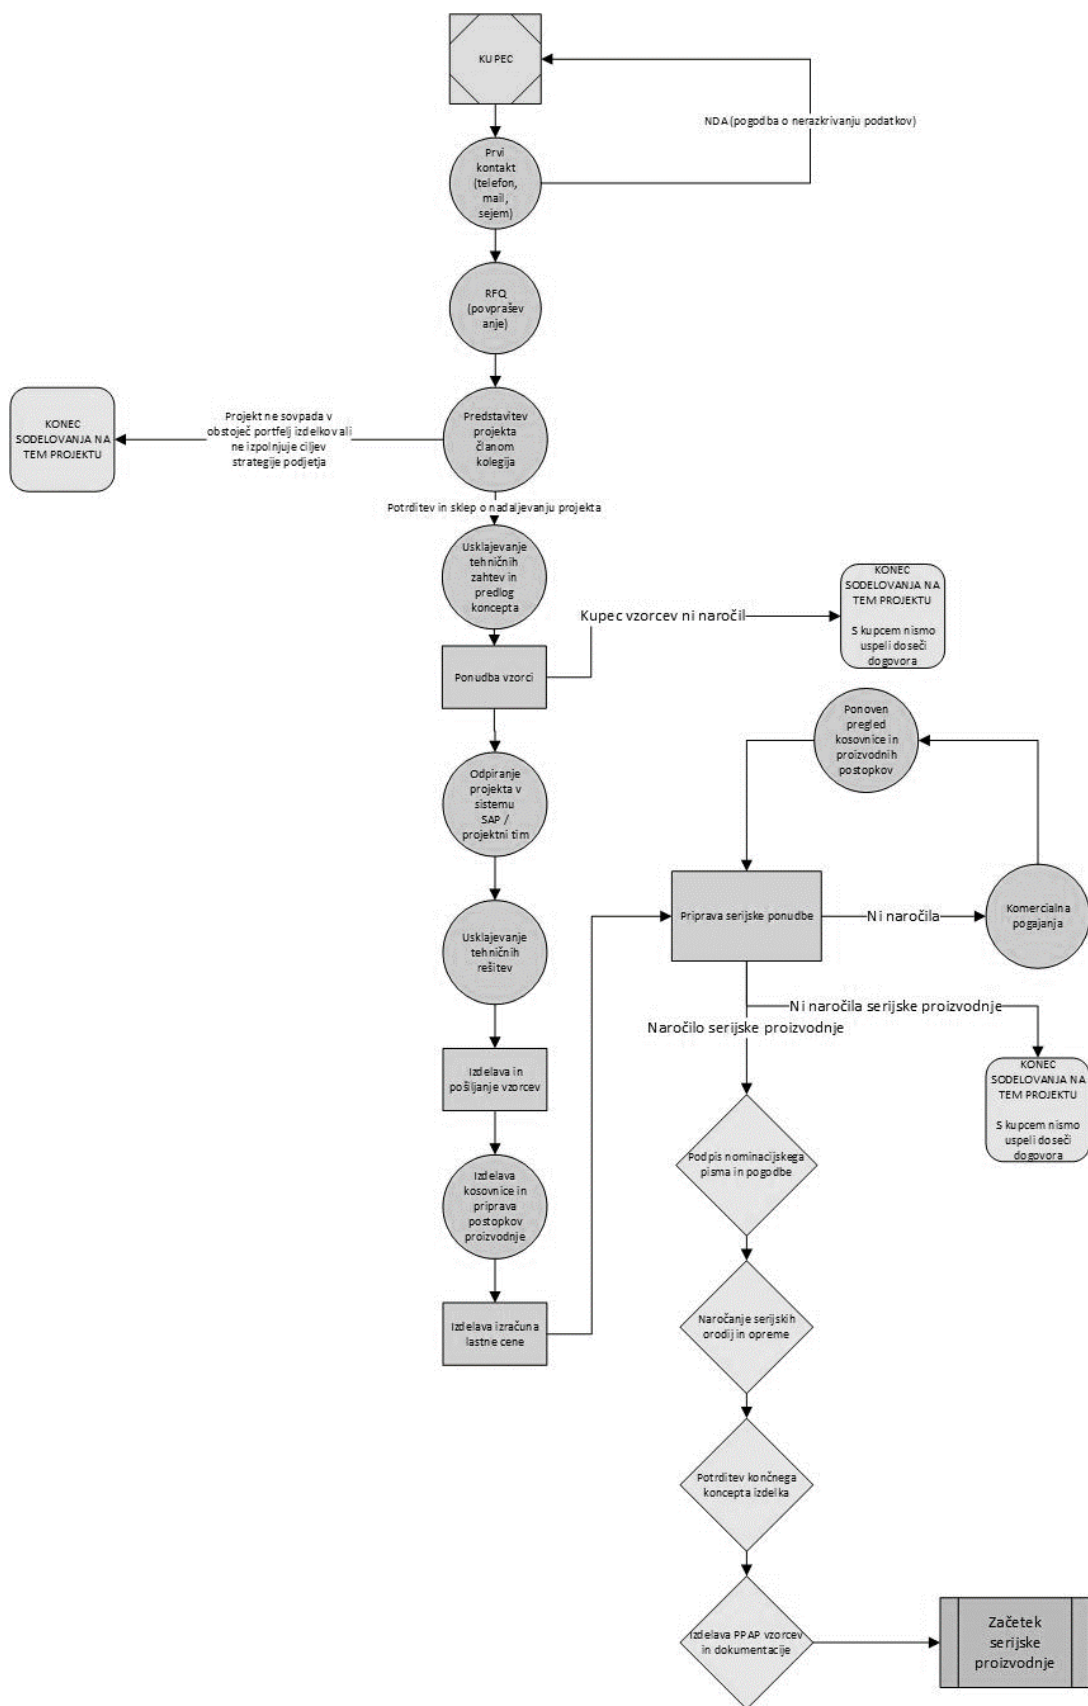 KUPEC
NDA (pogodba o nerazkrivanju podatkov)
Prvi
kontakt
(telefon,
mail,
sejem)
RFQ
(povprašev
anje)
KONEC
SODELOVANJA NA
TEM PROJEKTU
Projekt ne sovpada v
obstoječ portfelj izdelkov ali
ne izpolnjuje ciljev
strategije podjetja
Predstavitev
projekta
članom
kolegija
Potrditev in sklep o nadaljevanju projekta
Usklajevanje
tehničnih
zahtev in
predlog
koncepta
Kupec vzorcev ni naročil
KONEC
SODELOVANJA NA
TEM PROJEKTU
S kupcem nismo
uspeli doseči
dogovora
Ponudba vzorci
Ponoven
pregled
kosovnice in
proizvodnih
postopkov
Odpiranje
projekta v
sistemu
SAP /
projektni tim
Priprava serijske ponudbe
Ni naročila
Komercialna
pogajanja
Usklajevanje
tehničnih
rešitev
Ni naročila serijske proizvodnje
Naročilo serijske proizvodnje
Izdelava in
pošiljanje vzorcev
KONEC
SODELOVANJA NA
TEM PROJEKTU
S kupcem nismo
uspeli doseči
dogovora
Podpis nominacijskega
pisma in pogodbe
Izdelava
kosovnice in
priprava
postopkov
proizvodnje
Izdelava izračuna
lastne cene
Naročanje serijskih
orodij in opreme
Potrditev končnega
koncepta izdelka
Izdelava PPAP vzorcev
in dokumentacije
Začetek
serijske
proizvodnje